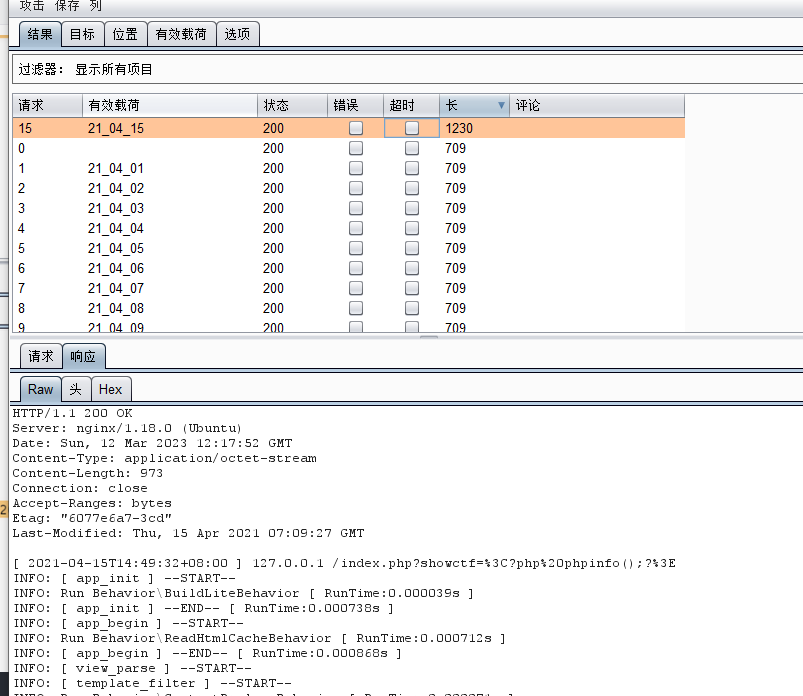 攻击 保存 列
结果 目标 位置 有效载荷 选项
过滤器： 显示所有项目
请求 有效载荷 状态 错误 超时 长 评论
15 21_04_15 200 1230
0 200 709
1 21_04_01 200 709
2 21_04_02 200 709
3 21_04_03 200 709
4 21_04_04 200 709
5 21_04_05 200 709
6 21_04_06 200 709
7 21_04_07 200 709
8 21_04_08 200 709
9 21_04_09 200 709
请求 响应
Raw 头 Hex
HTTP/1.1 200 OK
Server: nginx/1.18.0 (Ubuntu)
Date: Sun, 12 Mar 2023 12:17:52 GMT
Content-Type: application/octet-stream
Content-Length: 973
Connection: close
Accept-Ranges: bytes
Etag: "6077e6a7-3cd"
Last-Modified: Thu, 15 Apr 2021 07:09:27 GMT
[ 2021-04-15T14:49:32+08:00 ] 127.0.0.1 /index.php?showctf=%3C?php%20phpinfo();?%3E
INFO: [ app_init ] --START--
INFO: Run Behavior\BuildLiteBehavior [ RunTime:0.000039s ]
INFO: [ app_init ] --END-- [ RunTime:0.000738s ]
INFO: [ app_begin ] --START--
INFO: Run Behavior\ReadHtmlCacheBehavior [ RunTime:0.000712s ]
INFO: [ app_begin ] --END-- [ RunTime:0.000868s ]
INFO: [ view_parse ] --START--
INFO: [ template_filter ] --START--